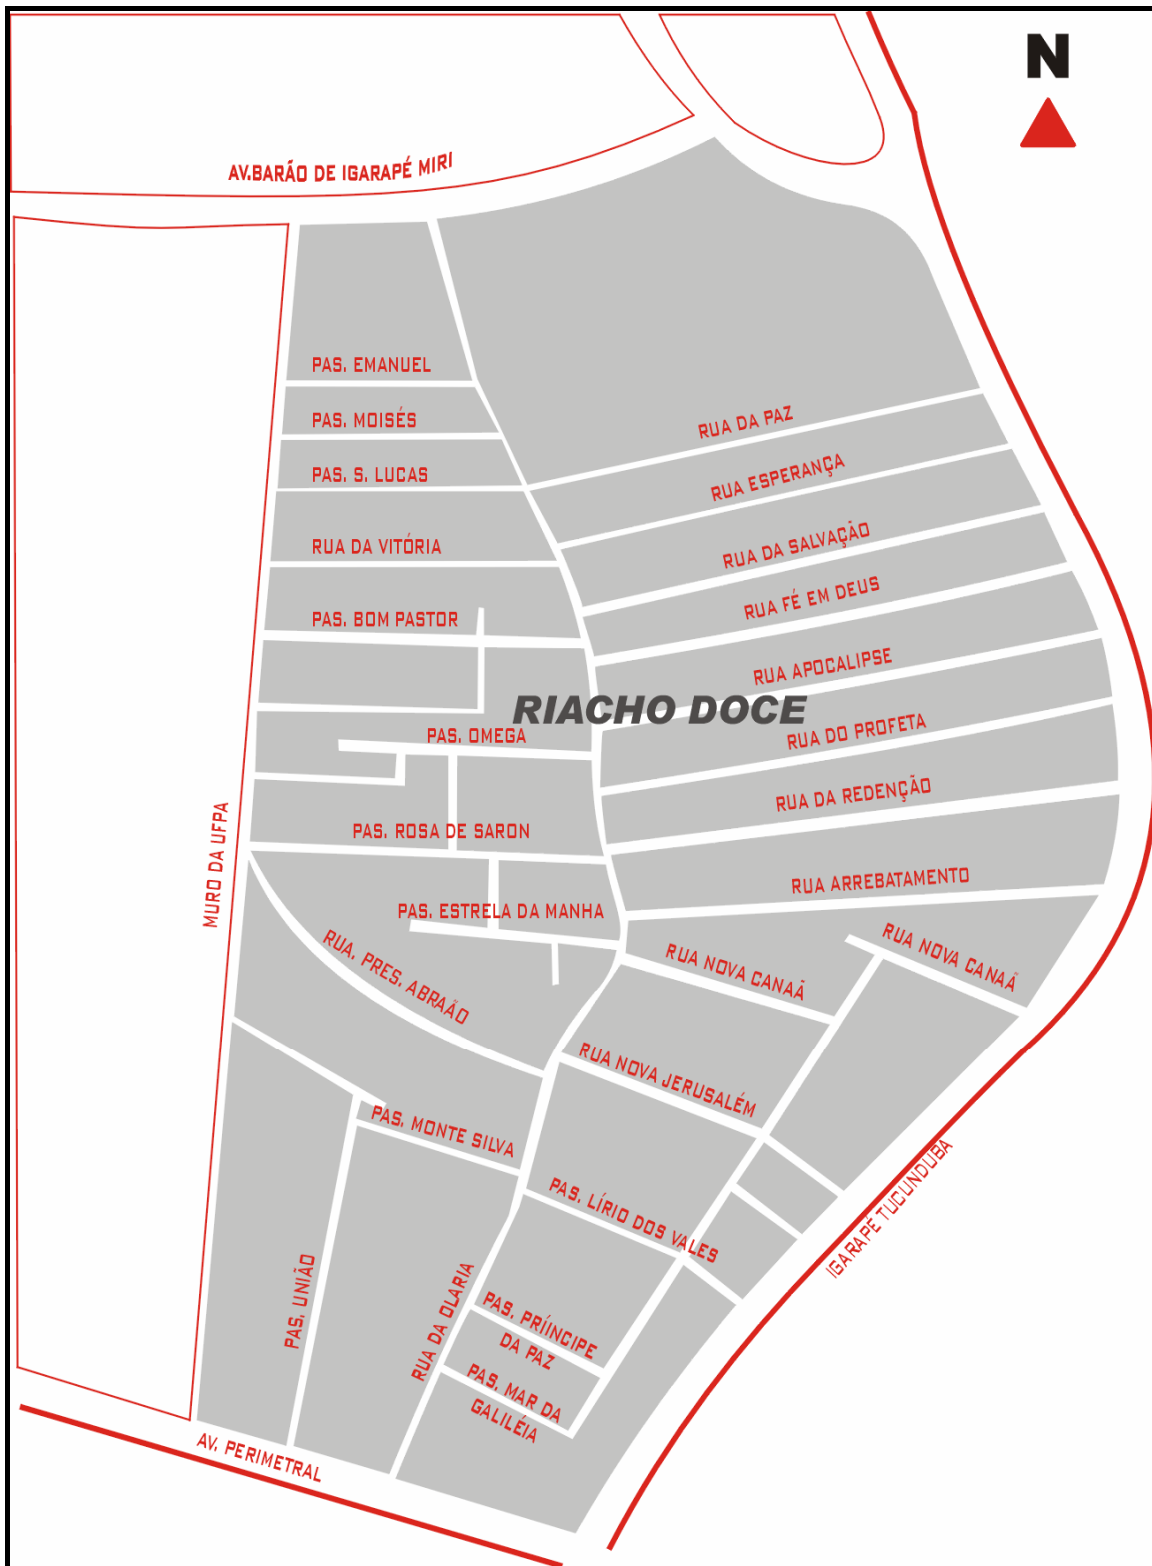 N
AV.BARÃO DE IGARAPÉ MIRI
PAS. EMANUEL
PAS. MOISÉS
RUA DA PAZ
PAS. S. LUCAS
RUA ESPERANÇA
RUA DA VITÓRIA
RUA DA SALVAÇÃO
RUA FÉ EM DEUS
PAS. BOM PASTOR
RUA APOCALIPSE
RIACHO DOCE
PAS. OMEGA
RUA DO PROFETA
RUA DA REDENÇÃO
PAS. ROSA DE SARON
MURO DA UFPA
RUA ARREBATAMENTO
PAS. ESTRELA DA MANHA
RUA NOVA CANAÃ
RUA NOVA CANAÃ
RUA. PRES. ABRAÃO
RUA NOVA JERUSALÉM
PAS. MONTE SILVA
IGARAPÉ TUCUNDUBA
PAS. LÍRIO DOS VALES
PAS. UNIÃO
RUA DA OLARIA
PAS. PRÍINCIPE
DA PAZ
PAS. MAR DA
GALILÉIA
AV. PERIMETRAL